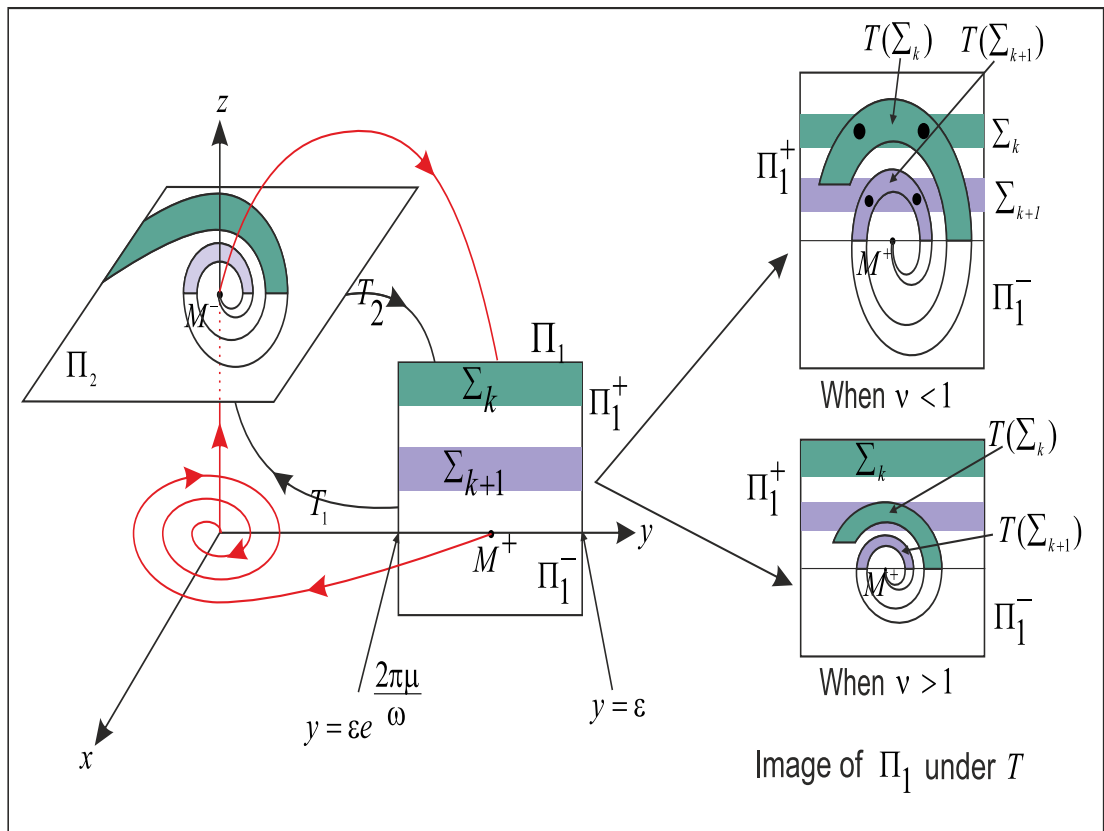 z
M⁻
Π₂
T₂
Π₁
Σₖ
Π₁⁺
Σₖ₊₁
T₁
y
M⁺
Π₁⁻
x
y = εe^(2πμ/ω)
y = ε
T(Σₖ) T(Σₖ₊₁)
Π₁⁺
Σₖ
Σₖ₊₁
M⁺
Π₁⁻
When ν < 1
T(Σₖ)
Π₁⁺
Σₖ
T(Σₖ₊₁)
M⁺
Π₁⁻
When ν > 1
Image of Π₁ under T